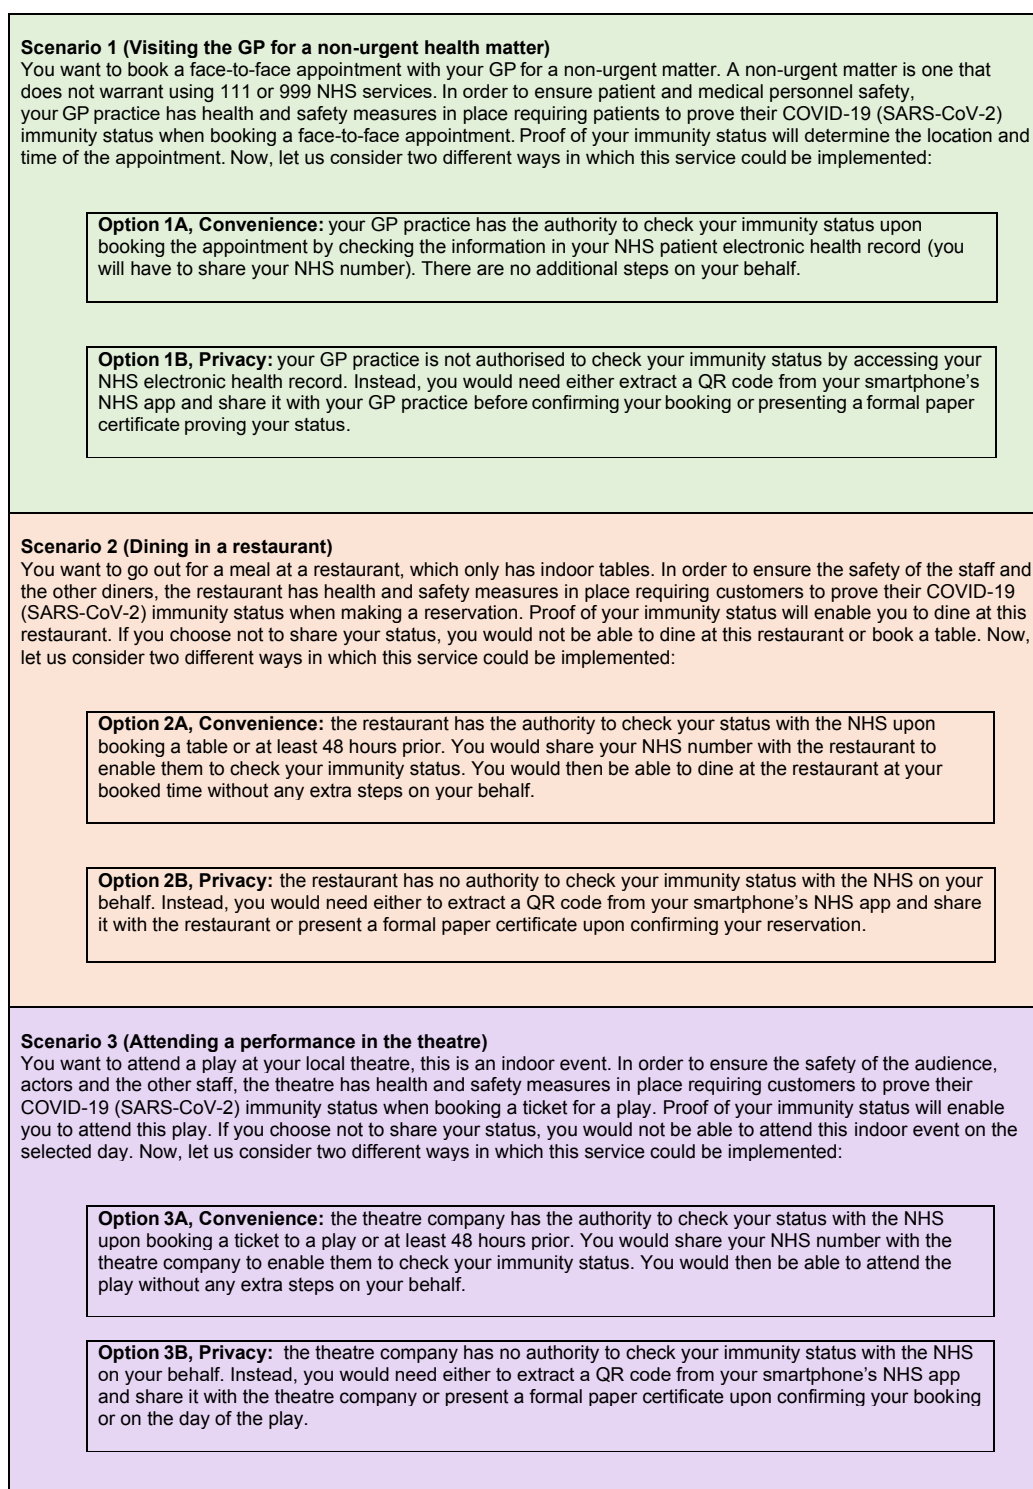 Scenario 1 (Visiting the GP for a non-urgent health matter)
You want to book a face-to-face appointment with your GP for a non-urgent matter. A non-urgent matter is one that
does not warrant using 111 or 999 NHS services. In order to ensure patient and medical personnel safety,
your GP practice has health and safety measures in place requiring patients to prove their COVID-19 (SARS-CoV-2)
immunity status when booking a face-to-face appointment. Proof of your immunity status will determine the location and
time of the appointment. Now, let us consider two different ways in which this service could be implemented:
Option 1A, Convenience: your GP practice has the authority to check your immunity status upon
booking the appointment by checking the information in your NHS patient electronic health record (you
will have to share your NHS number). There are no additional steps on your behalf.
Option 1B, Privacy: your GP practice is not authorised to check your immunity status by accessing your
NHS electronic health record. Instead, you would need either extract a QR code from your smartphone's
NHS app and share it with your GP practice before confirming your booking or presenting a formal paper
certificate proving your status.
Scenario 2 (Dining in a restaurant)
You want to go out for a meal at a restaurant, which only has indoor tables. In order to ensure the safety of the staff and
the other diners, the restaurant has health and safety measures in place requiring customers to prove their COVID-19
(SARS-CoV-2) immunity status when making a reservation. Proof of your immunity status will enable you to dine at this
restaurant. If you choose not to share your status, you would not be able to dine at this restaurant or book a table. Now,
let us consider two different ways in which this service could be implemented:
Option 2A, Convenience: the restaurant has the authority to check your status with the NHS upon
booking a table or at least 48 hours prior. You would share your NHS number with the restaurant to
enable them to check your immunity status. You would then be able to dine at the restaurant at your
booked time without any extra steps on your behalf.
Option 2B, Privacy: the restaurant has no authority to check your immunity status with the NHS on your
behalf. Instead, you would need either to extract a QR code from your smartphone's NHS app and share
it with the restaurant or present a formal paper certificate upon confirming your reservation.
Scenario 3 (Attending a performance in the theatre)
You want to attend a play at your local theatre, this is an indoor event. In order to ensure the safety of the audience,
actors and the other staff, the theatre has health and safety measures in place requiring customers to prove their
COVID-19 (SARS-CoV-2) immunity status when booking a ticket for a play. Proof of your immunity status will enable
you to attend this play. If you choose not to share your status, you would not be able to attend this indoor event on the
selected day. Now, let us consider two different ways in which this service could be implemented:
Option 3A, Convenience: the theatre company has the authority to check your status with the NHS
upon booking a ticket to a play or at least 48 hours prior. You would share your NHS number with the
theatre company to enable them to check your immunity status. You would then be able to attend the
play without any extra steps on your behalf.
Option 3B, Privacy: the theatre company has no authority to check your immunity status with the NHS
on your behalf. Instead, you would need either to extract a QR code from your smartphone's NHS app
and share it with the theatre company or present a formal paper certificate upon confirming your booking
or on the day of the play.